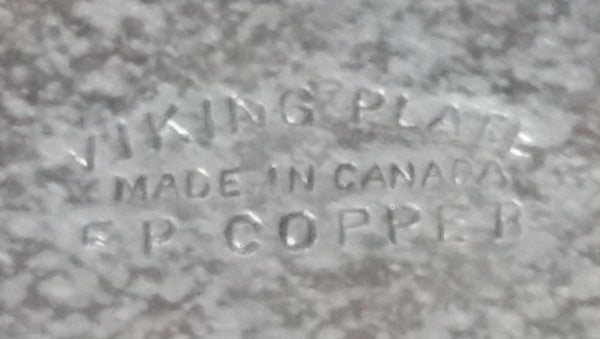 VIKING PLATE
MADE IN CANADA
E P COPPER